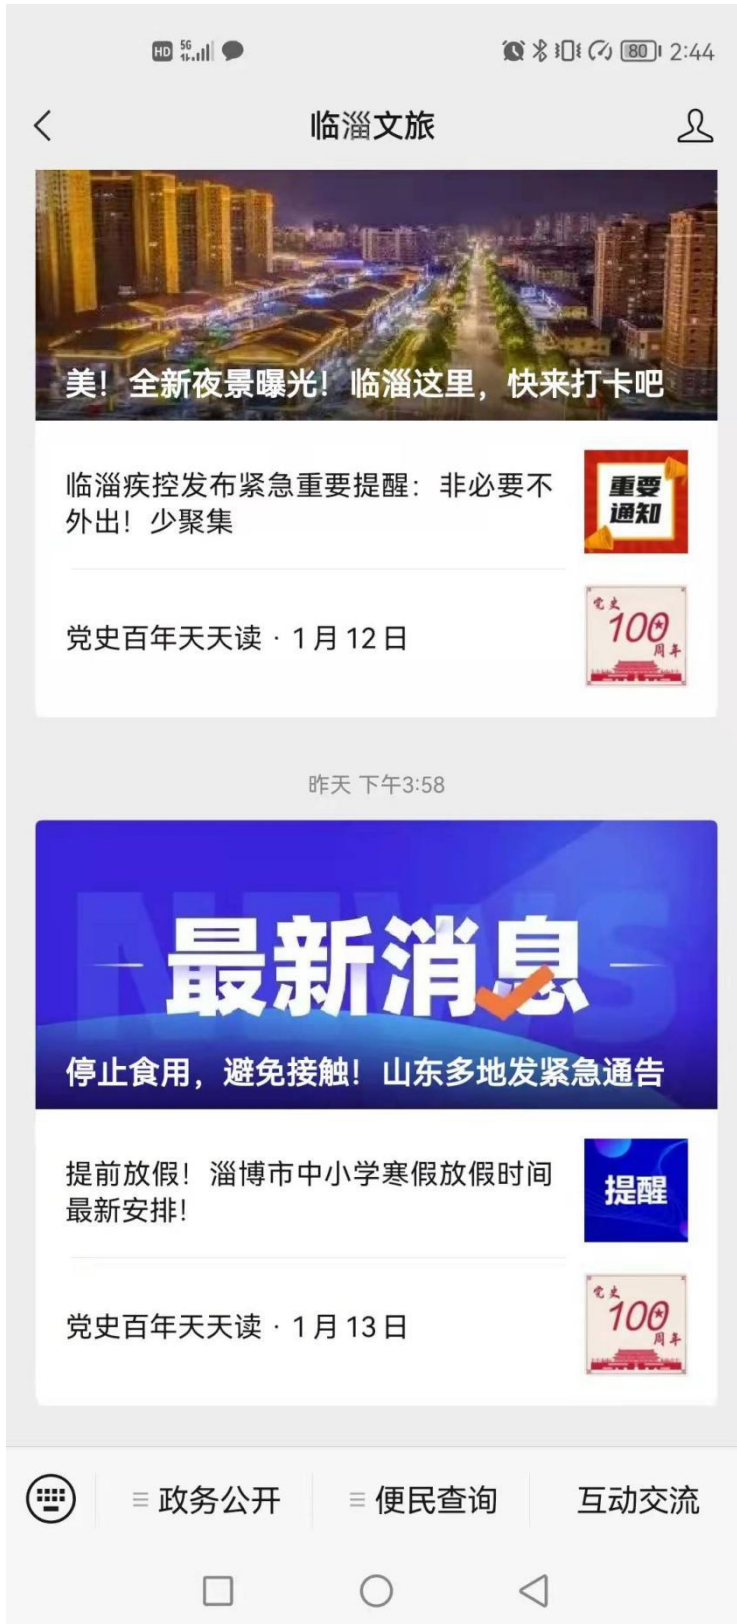 HD 5G 80 2:44
临淄文旅
美！全新夜景曝光！临淄这里，快来打卡吧
临淄疾控发布紧急重要提醒：非必要不
外出！少聚集
重要
通知
党史百年天天读 · 1月12日
党史
100
周年
昨天 下午3:58
NEWS
最新消息
停止食用，避免接触！山东多地发紧急通告
提前放假！淄博市中小学寒假放假时间
最新安排！
提醒
党史百年天天读 · 1月13日
党史
100
周年
政务公开
便民查询
互动交流